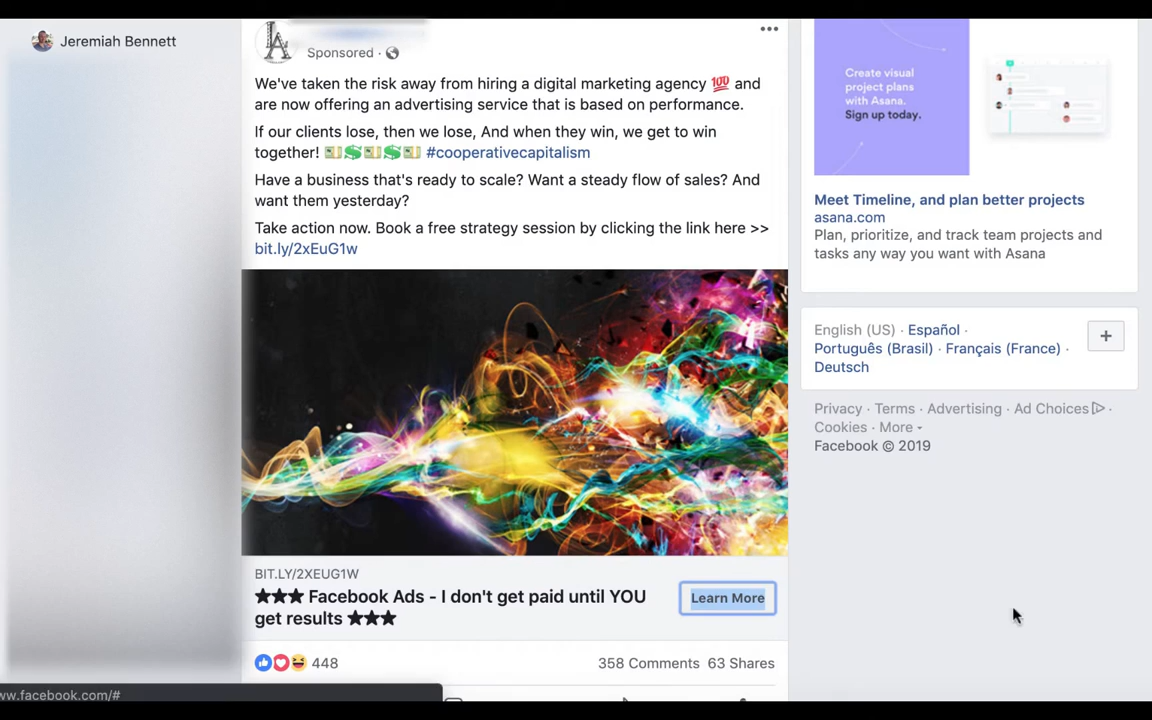 Jeremiah Bennett
Sponsored ·
We've taken the risk away from hiring a digital marketing agency 💯 and
are now offering an advertising service that is based on performance.
If our clients lose, then we lose, And when they win, we get to win
together! 💵💲💵💲💵 #cooperativecapitalism
Have a business that's ready to scale? Want a steady flow of sales? And
want them yesterday?
Take action now. Book a free strategy session by clicking the link here >>
bit.ly/2xEuG1w
BIT.LY/2XEUG1W
★★★ Facebook Ads - I don't get paid until YOU
get results ★★★
Learn More
448
358 Comments 63 Shares
ww.facebook.com/#
Create visual
project plans
with Asana.
Sign up today.
Meet Timeline, and plan better projects
asana.com
Plan, prioritize, and track team projects and
tasks any way you want with Asana
English (US) · Español ·
Português (Brasil) · Français (France) ·
Deutsch
Privacy · Terms · Advertising · Ad Choices ·
Cookies · More
Facebook © 2019